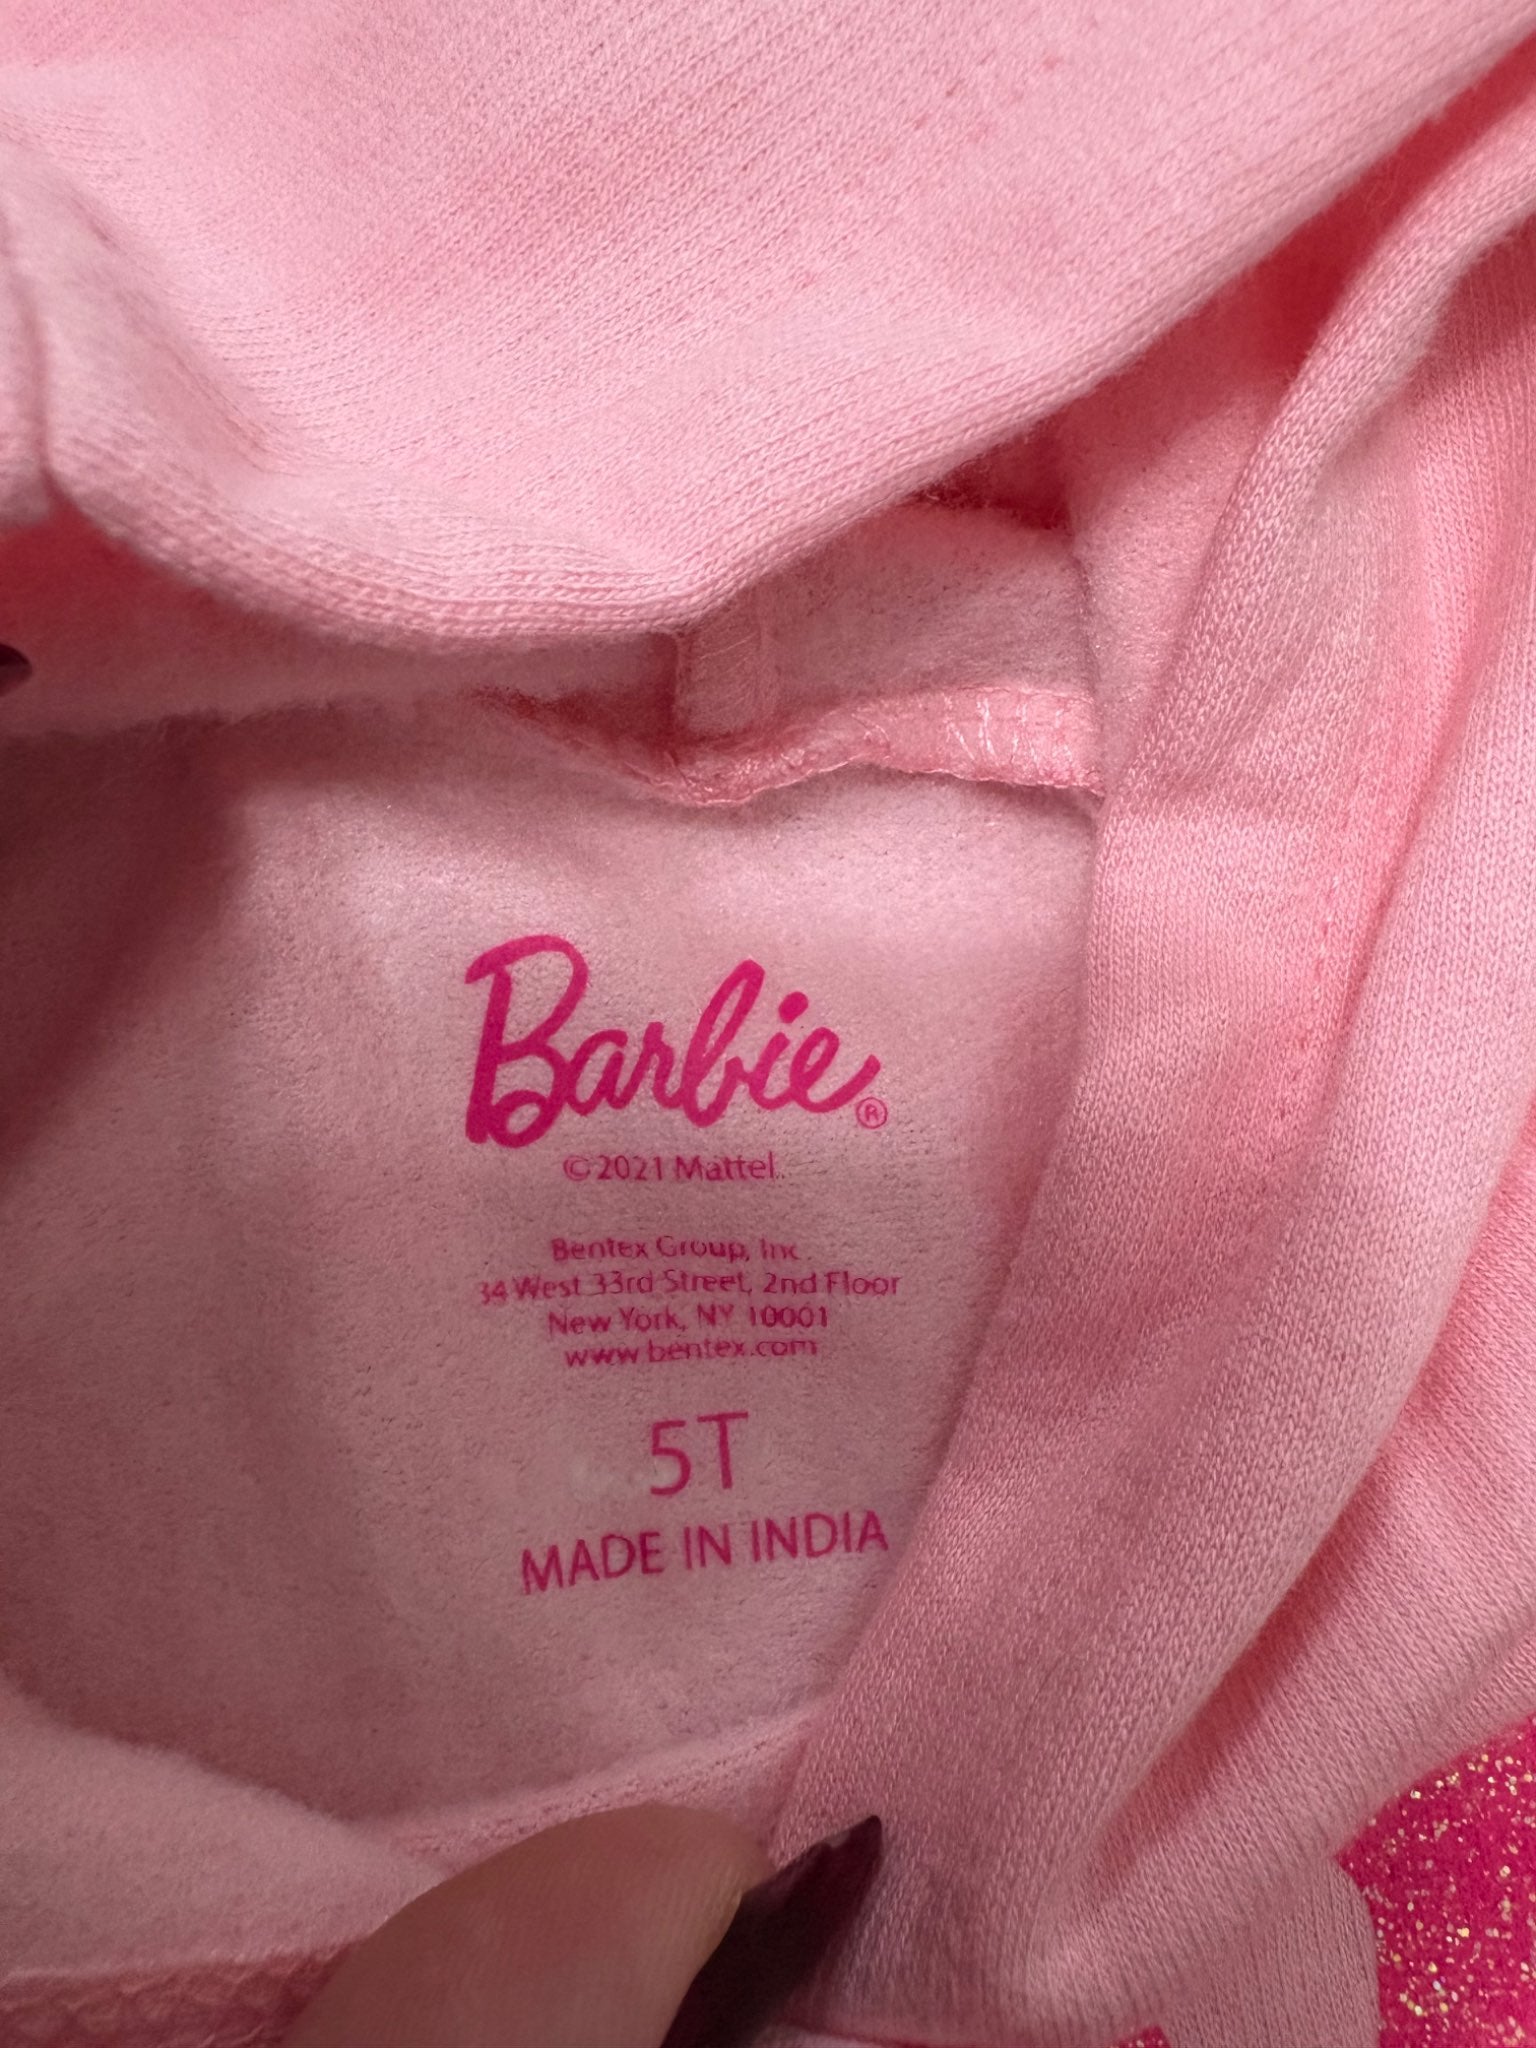 Barbie®
©2021 Mattel.
Bentex Group, Inc.
34 West 33rd Street, 2nd Floor
New York, NY 10001
www.bentex.com
5T
MADE IN INDIA